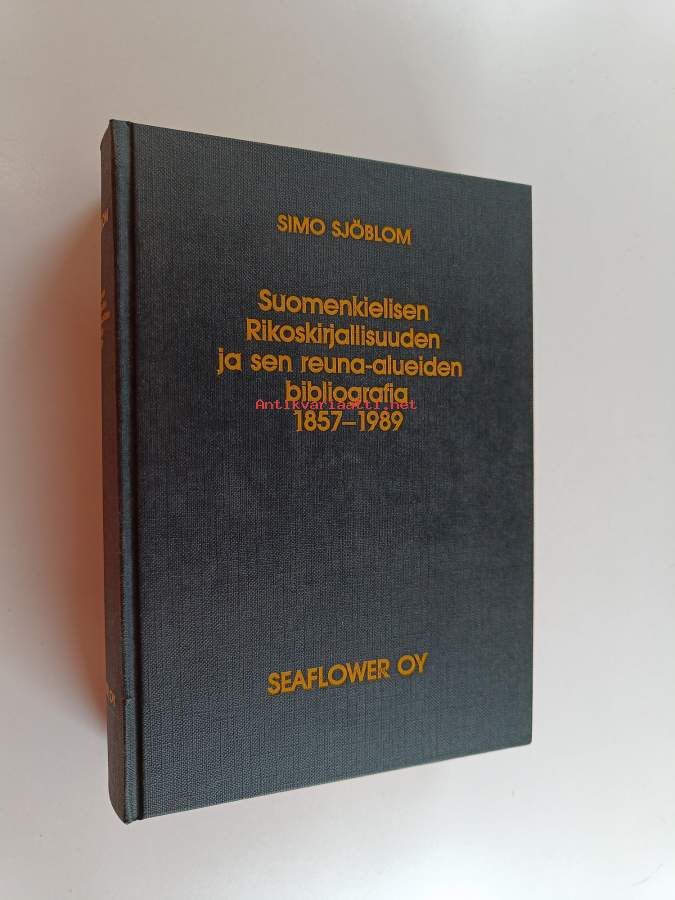 SIMO SJÖBLOM
Suomenkielisen
Rikoskirjallisuuden
ja sen reuna-alueiden
bibliografia
Antikvariaatti.net
1857–1989
SEAFLOWER OY